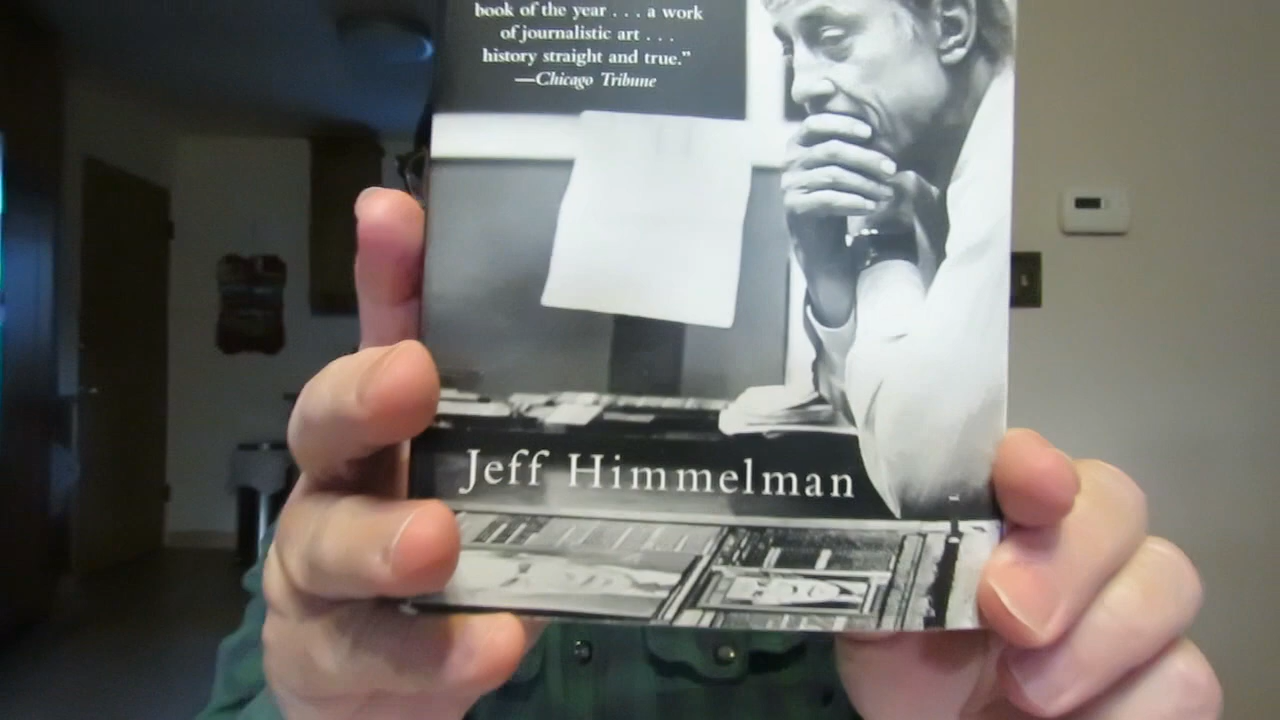 book of the year . . . a work
of journalistic art . . .
history straight and true.”
—Chicago Tribune
Jeff Himmelman